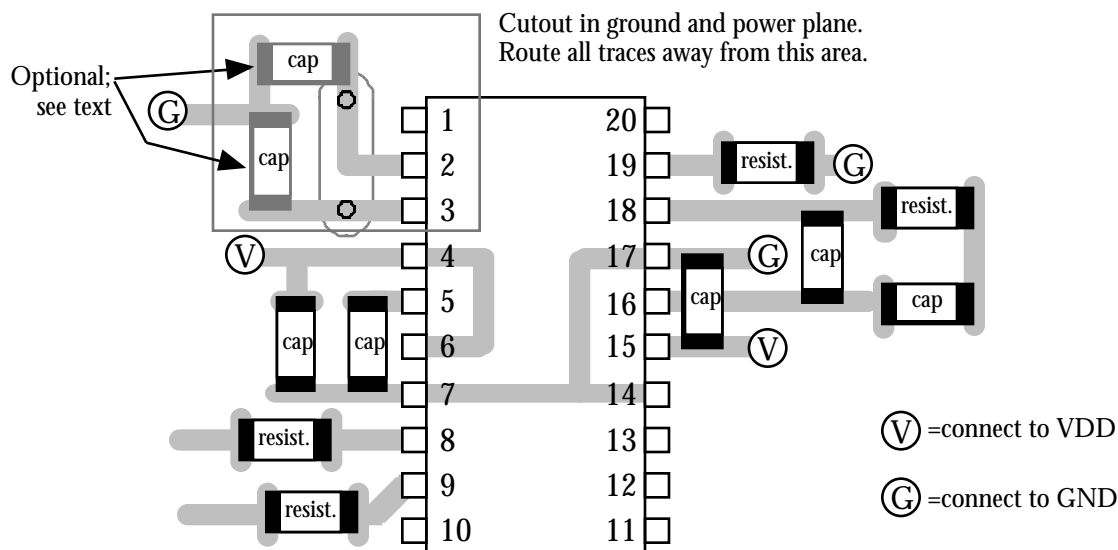 Cutout in ground and power plane.
Route all traces away from this area.
Optional;
see text
cap
G
cap
1
20
2
19
resist.
G
3
18
resist.
V
4
17
G
cap
5
16
cap
cap
cap
cap
6
15
V
7
14
8
13
resist.
V =connect to VDD
9
12
resist.
G =connect to GND
10
11